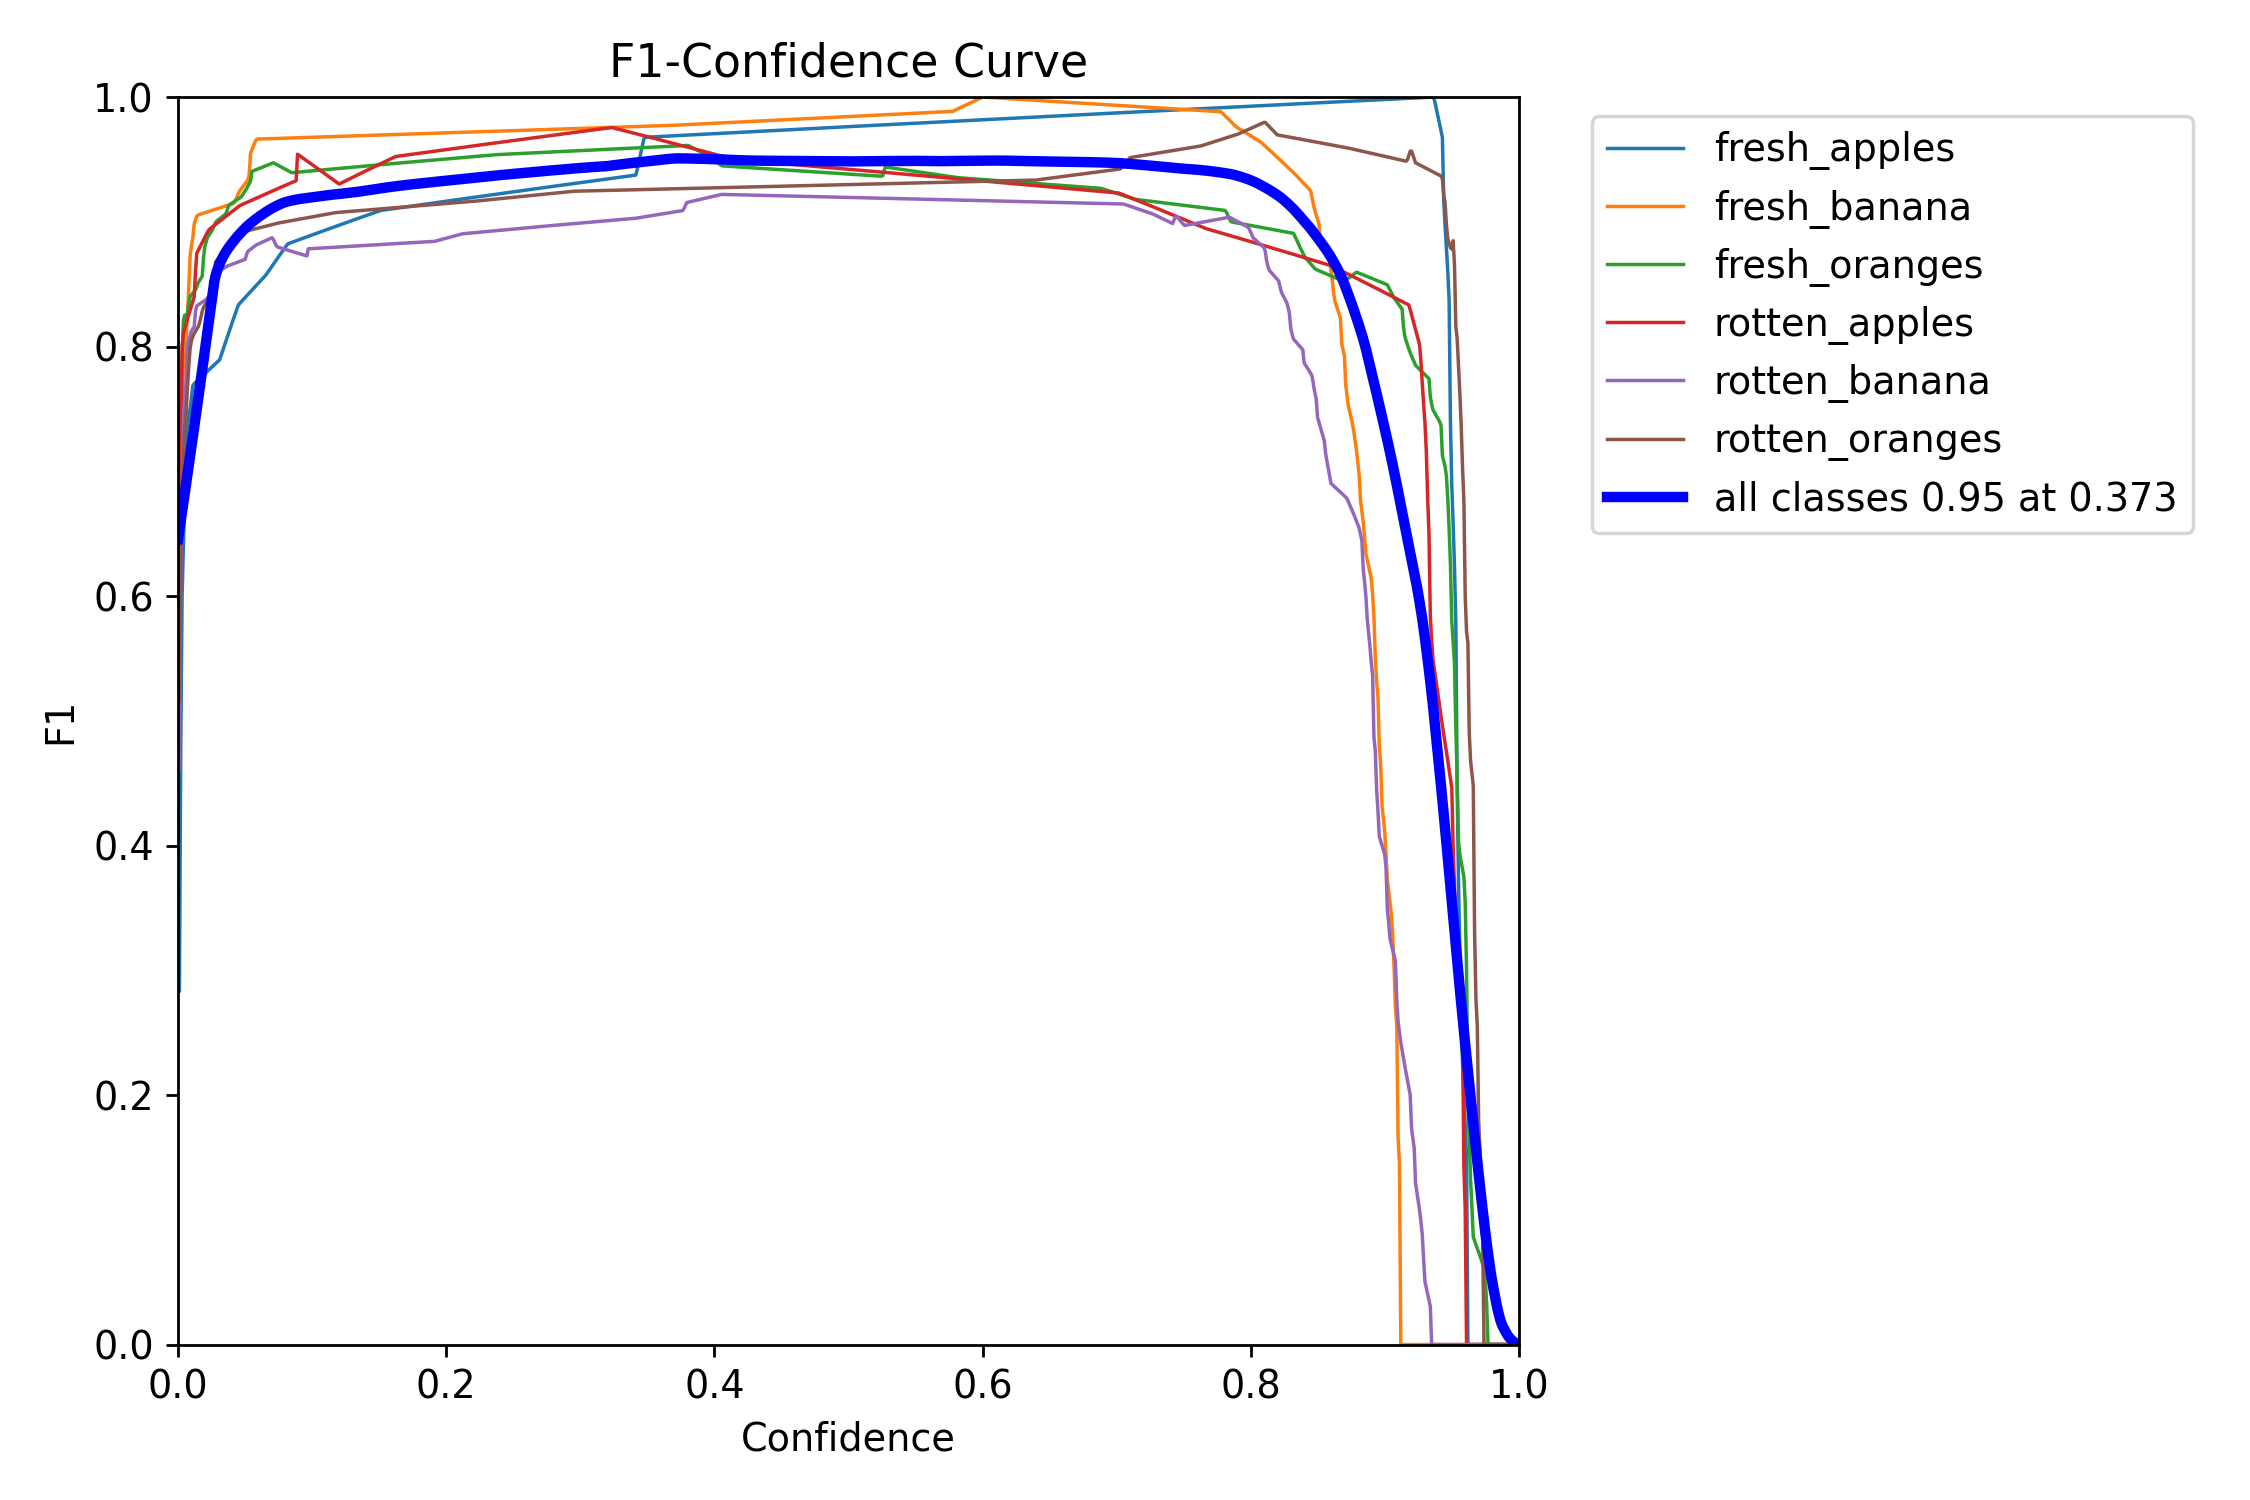 F1-Confidence Curve
1.0
0.8
0.6
0.4
0.2
0.0
F1
0.0 0.2 0.4 0.6 0.8 1.0
Confidence
fresh_apples
fresh_banana
fresh_oranges
rotten_apples
rotten_banana
rotten_oranges
all classes 0.95 at 0.373